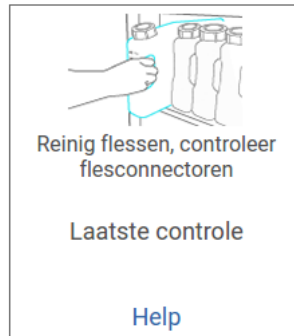 Reinig flessen, controleer
flesconnectoren
Laatste controle
Help